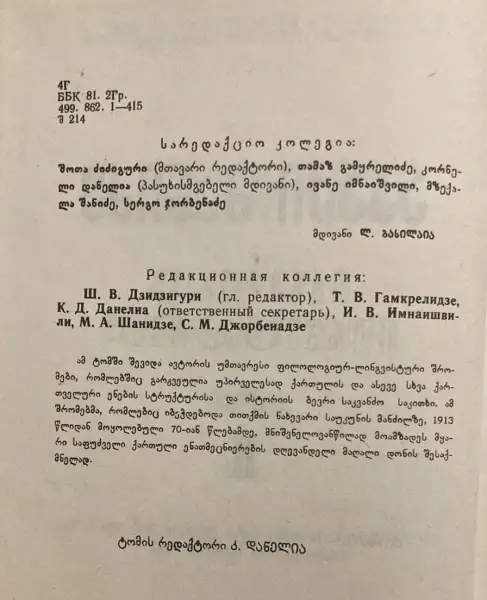 4Г
ББК 81. 2Гр.
499. 862. 1—415
შ 214
სარედაქციო კოლეგია:
შოთა ძიძიგური (მთავარი რედაქტორი), თამაზ გამყრელიძე, კორნე-
ლი დანელია (პასუხისმგებელი მდივანი), ივანე იმნაიშვილი, მზექა-
ლა შანიძე, სერგო ჯორბენაძე
მდივანი ლ. ბახილაია
Редакционная коллегия:
Ш. В. Дзидзигури (гл. редактор), Т. В. Гамкрелидзе,
К. Д. Данелиа (ответственный секретарь), И. В. Имнаишви-
ли, М. А. Шанидзе, С. М. Джорбенадзе
ამ ტომში შევიდა ავტორის უმთავრესი ფილოლოგიურ-ლინგვისტური შრო-
მები, რომლებშიც გარკვეულია უპირველესად ქართულის და ასევე სხვა ქარ-
თველური ენების სტრუქტურისა და ისტორიის ბევრი საკვანძო საკითხი. ამ
შრომებმა, რომლებიც იბეჭდებოდა თითქმის ნახევარი საუკუნის მანძილზე, 1913
წლიდან მოყოლებული 70-იან წლებამდე, მნიშვნელოვანწილად მოამზადეს მყა-
რი საფუძველი ქართული ენათმეცნიერების დღევანდელი მაღალი დონის შესაქ-
მნელად.
ტომის რედაქტორი კ. დანელია